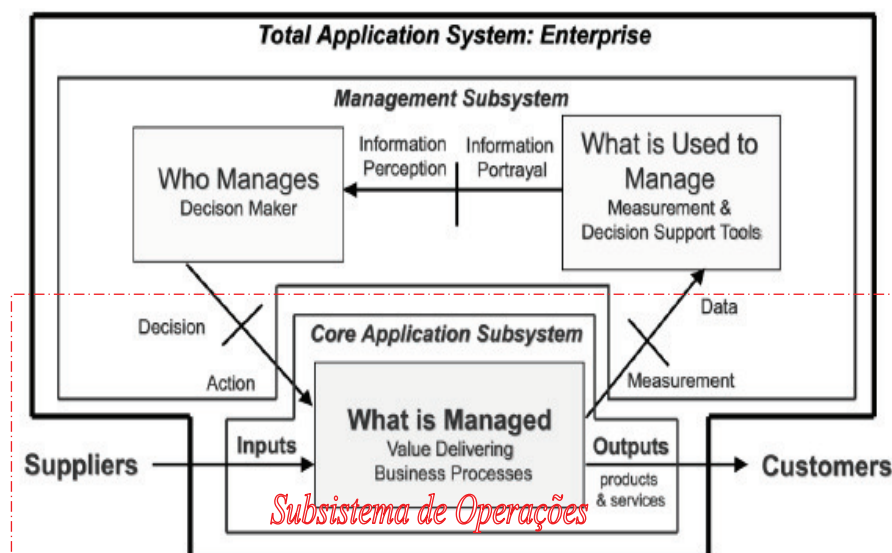 Total Application System: Enterprise
Management Subsystem
Who Manages
Decison Maker
Information
Perception
Information
Portrayal
What is Used to
Manage
Measurement &
Decision Support Tools
Decision
Action
Data
Measurement
Core Application Subsystem
What is Managed
Value Delivering
Business Processes
Suppliers
Inputs
Outputs
products
& services
Customers
Subsistema de Operações